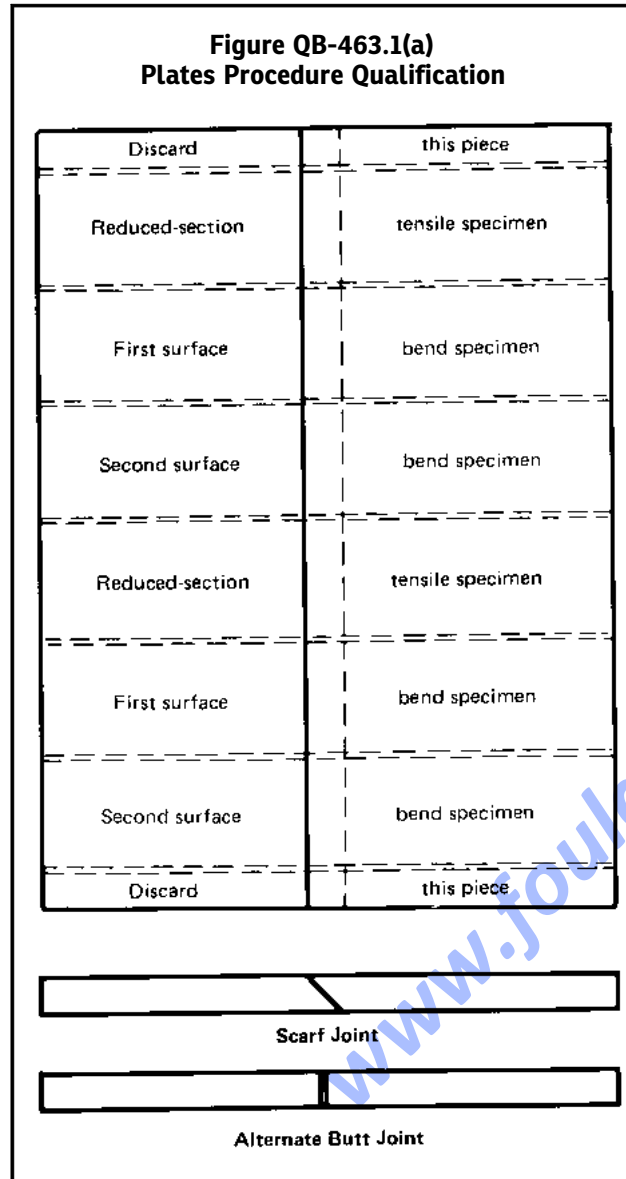 Figure QB-463.1(a)
Plates Procedure Qualification
Discard this piece
Reduced-section tensile specimen
First surface bend specimen
Second surface bend specimen
Reduced-section tensile specimen
First surface bend specimen
Second surface bend specimen
Discard this piece
Scarf Joint
Alternate Butt Joint